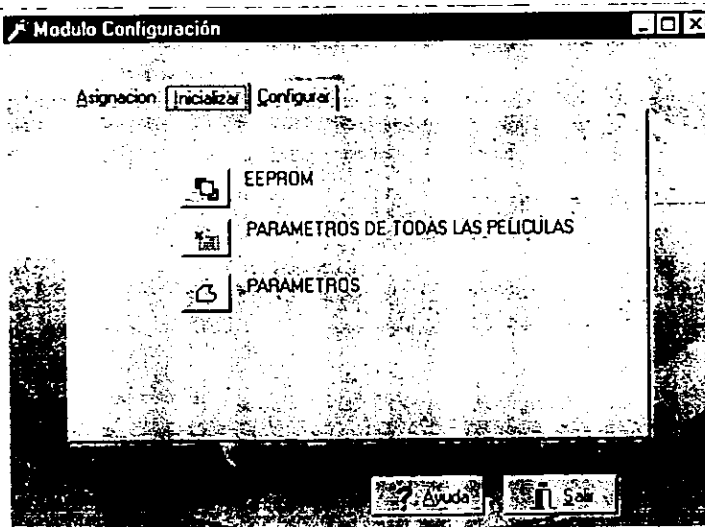 Modulo Configuración
Asignacion Inicializar Configurar
EEPROM
PARAMETROS DE TODAS LAS PELICULAS
PARAMETROS
? Ayuda Salir